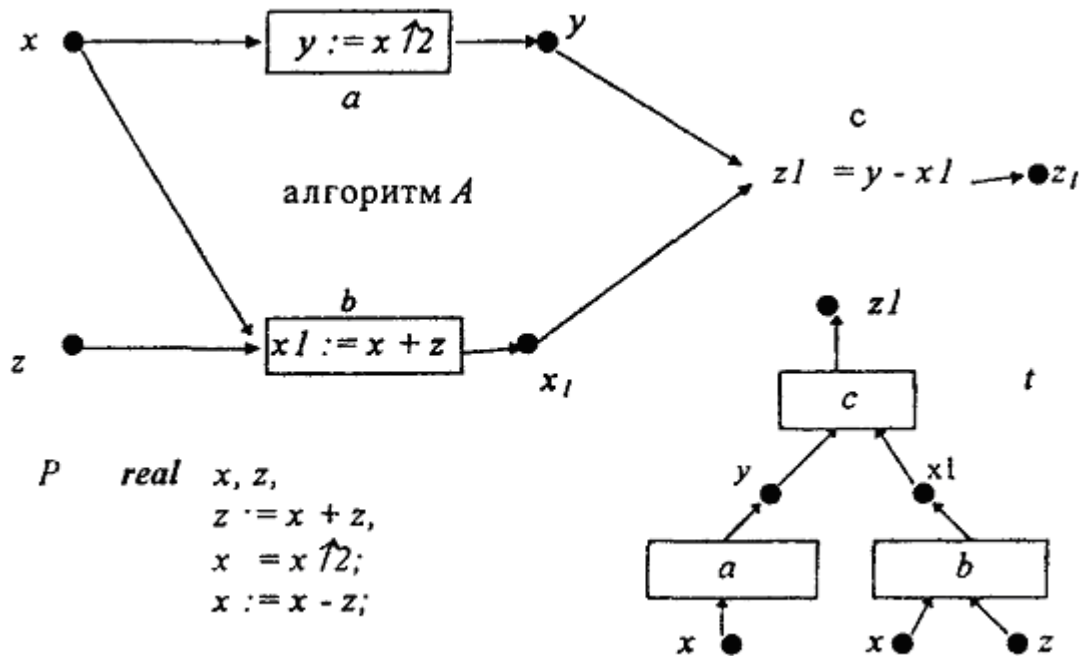 x
y := x ↑2
y
a
c
алгоритм A
z1 = y - x1
z₁
b
z
x1 := x + z
x₁
z1
c
t
P real x, z,
z := x + z,
x = x ↑2;
x := x - z;
y
x1
a
b
x
x
z